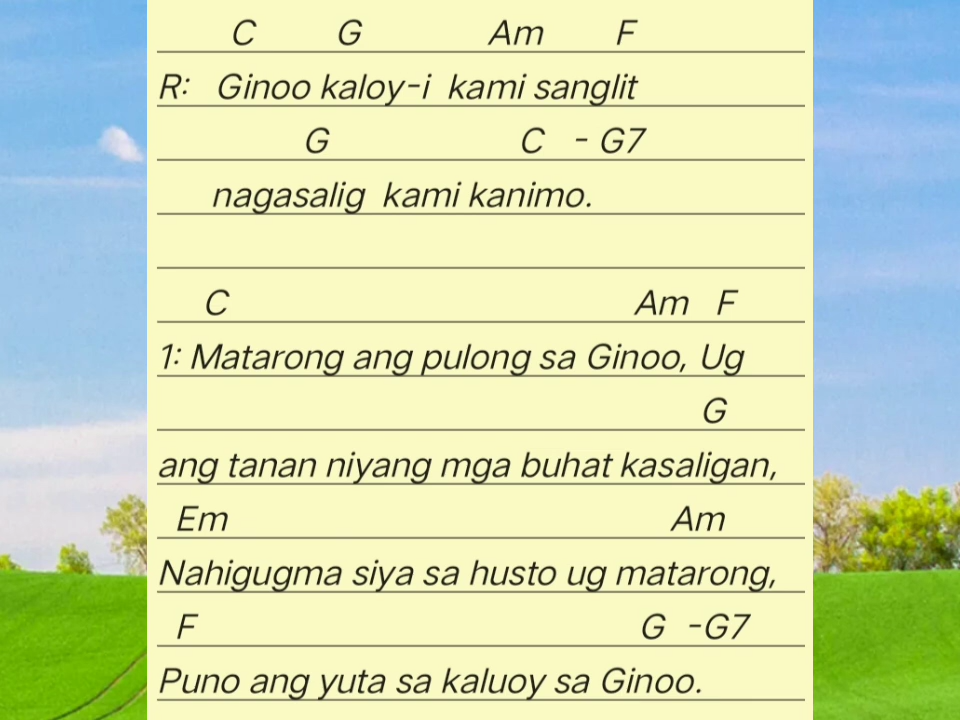 C G Am F
R: Ginoo kaloy-i kami sanglit
G C - G7
nagasalig kami kanimo.
C Am F
1: Matarong ang pulong sa Ginoo, Ug
G
ang tanan niyang mga buhat kasaligan,
Em Am
Nahigugma siya sa husto ug matarong,
F G -G7
Puno ang yuta sa kaluoy sa Ginoo.